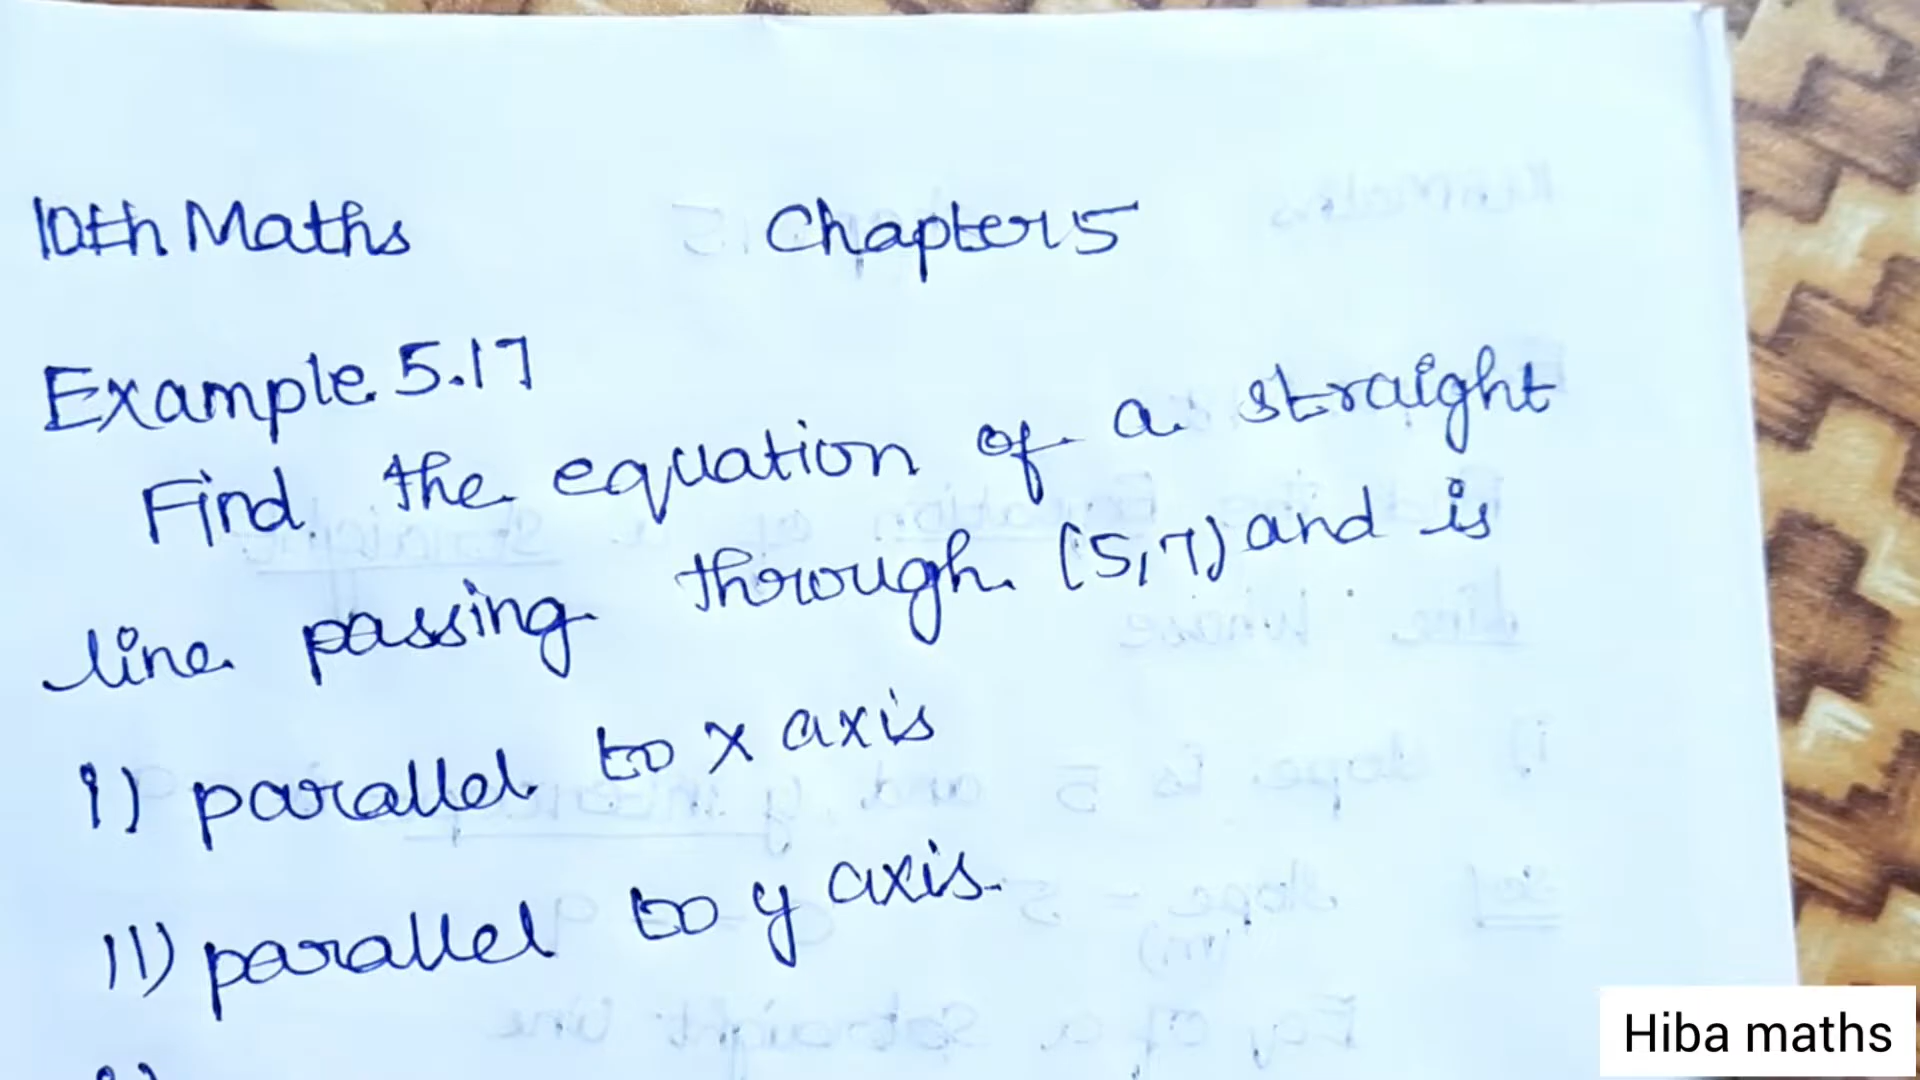 10th Maths Chapter 5
Example 5.17
Find the equation of a straight
line passing through (5,7) and is
i) parallel to X axis
ii) parallel to y axis.
Hiba maths